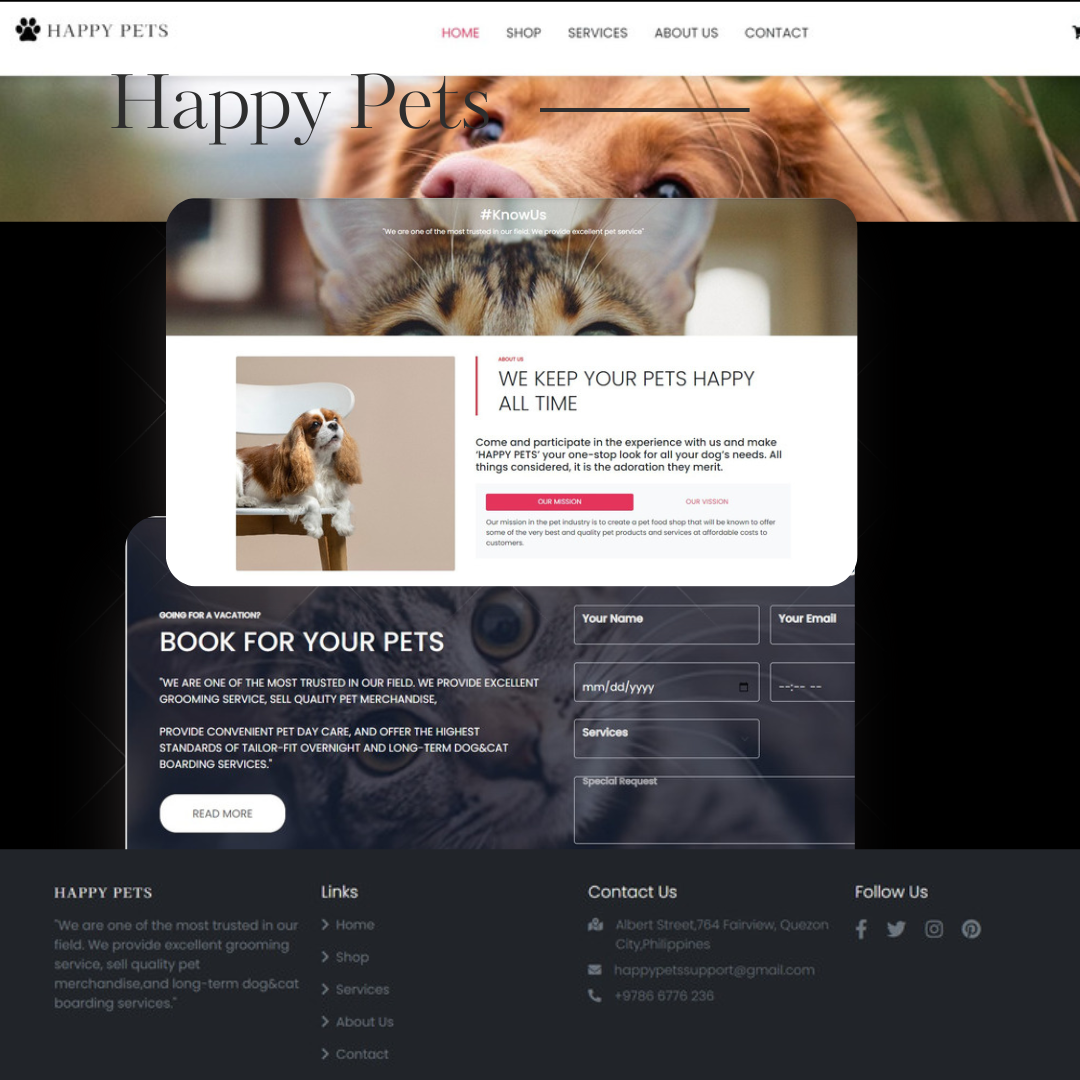 HAPPY PETS
HOME SHOP SERVICES ABOUT US CONTACT
Happy Pets
#KnowUs
"We are one of the most trusted in our field. We provide excellent pet service"
ABOUT US
WE KEEP YOUR PETS HAPPY
ALL TIME
Come and participate in the experience with us and make
‘HAPPY PETS’ your one-stop look for all your dog’s needs. All
things considered, it is the adoration they merit.
OUR MISSION OUR VISSION
Our mission in the pet industry is to create a pet food shop that will be known to offer
some of the very best and quality pet products and services at affordable costs to
customers.
GOING FOR A VACATION?
BOOK FOR YOUR PETS
"WE ARE ONE OF THE MOST TRUSTED IN OUR FIELD. WE PROVIDE EXCELLENT
GROOMING SERVICE, SELL QUALITY PET MERCHANDISE,
PROVIDE CONVENIENT PET DAY CARE, AND OFFER THE HIGHEST
STANDARDS OF TAILOR-FIT OVERNIGHT AND LONG-TERM DOG&CAT
BOARDING SERVICES."
READ MORE
Your Name Your Email
mm/dd/yyyy --:-- --
Services
Special Request
HAPPY PETS
"We are one of the most trusted in our
field. We provide excellent grooming
service, sell quality pet
merchandise,and long-term dog&cat
boarding services."
Links
Home
Shop
Services
About Us
Contact
Contact Us
Albert Street,764 Fairview, Quezon
City,Philippines
happypetssupport@gmail.com
+9786 6776 236
Follow Us